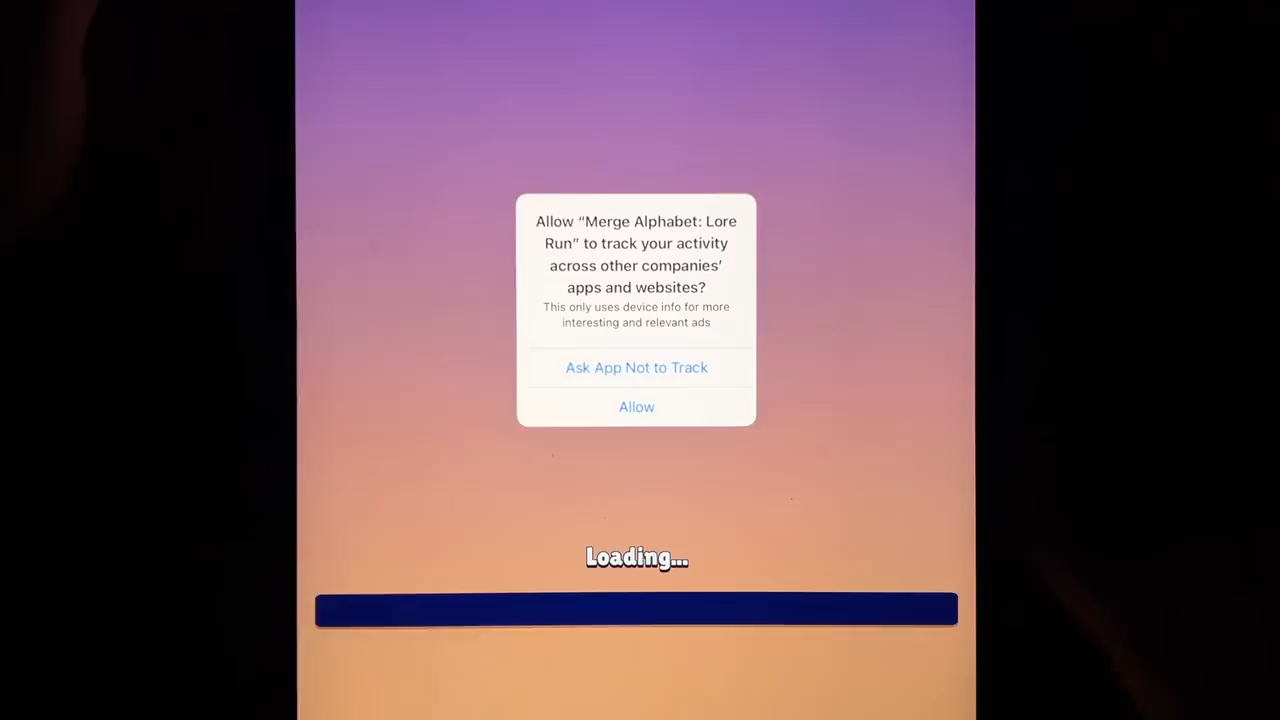 Allow “Merge Alphabet: Lore
Run” to track your activity
across other companies’
apps and websites?
This only uses device info for more
interesting and relevant ads
Ask App Not to Track
Allow
Loading...